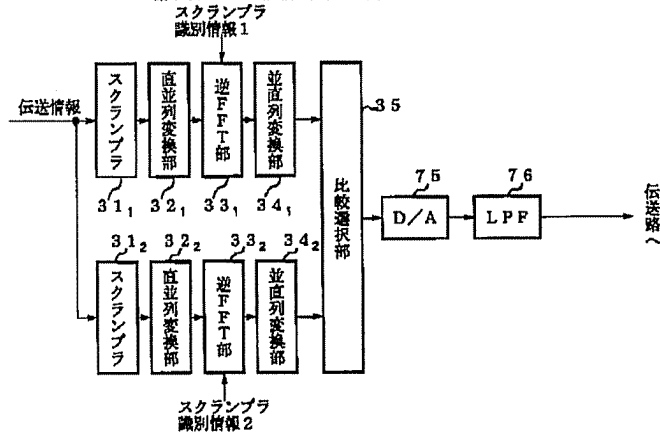 スクランブラ
識別情報1
伝送情報
スクランブラ
直並列変換部
逆FFT部
並直列変換部
31₁
32₁
33₁
34₁
比較選択部
35
75
D/A
76
LPF
伝送路へ
31₂
32₂
33₂
34₂
スクランブラ
直並列変換部
逆FFT部
並直列変換部
スクランブラ
識別情報2